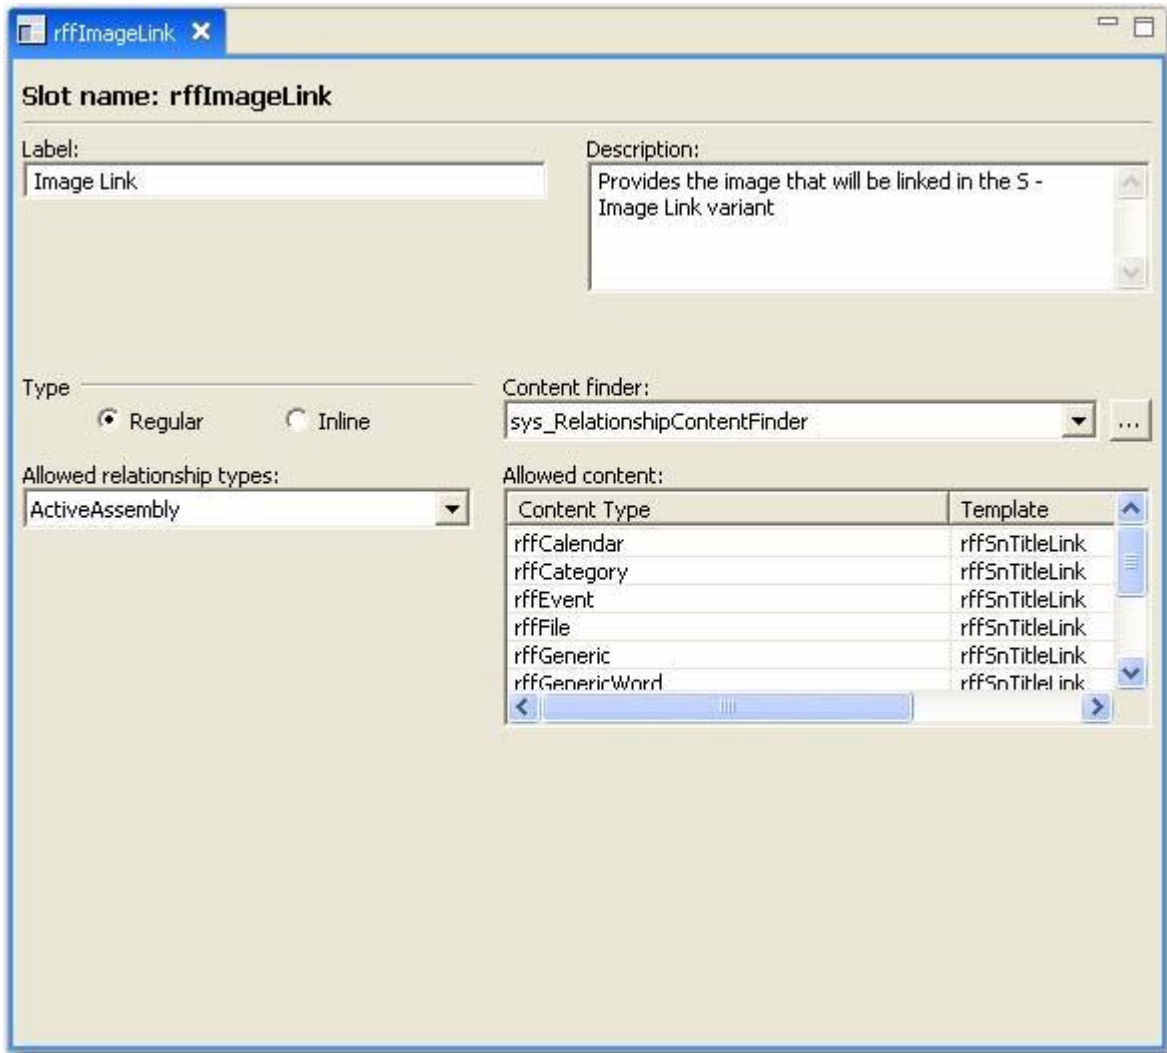 rffImageLink
Slot name: rffImageLink
Label:
Image Link
Description:
Provides the image that will be linked in the S -
Image Link variant
Type
Regular
Inline
Content finder:
sys_RelationshipContentFinder
...
Allowed relationship types:
ActiveAssembly
Allowed content:
Content Type Template
rffCalendar rffSnTitleLink
rffCategory rffSnTitleLink
rffEvent rffSnTitleLink
rffFile rffSnTitleLink
rffGeneric rffSnTitleLink
rffGenericWord rffSnTitleLink